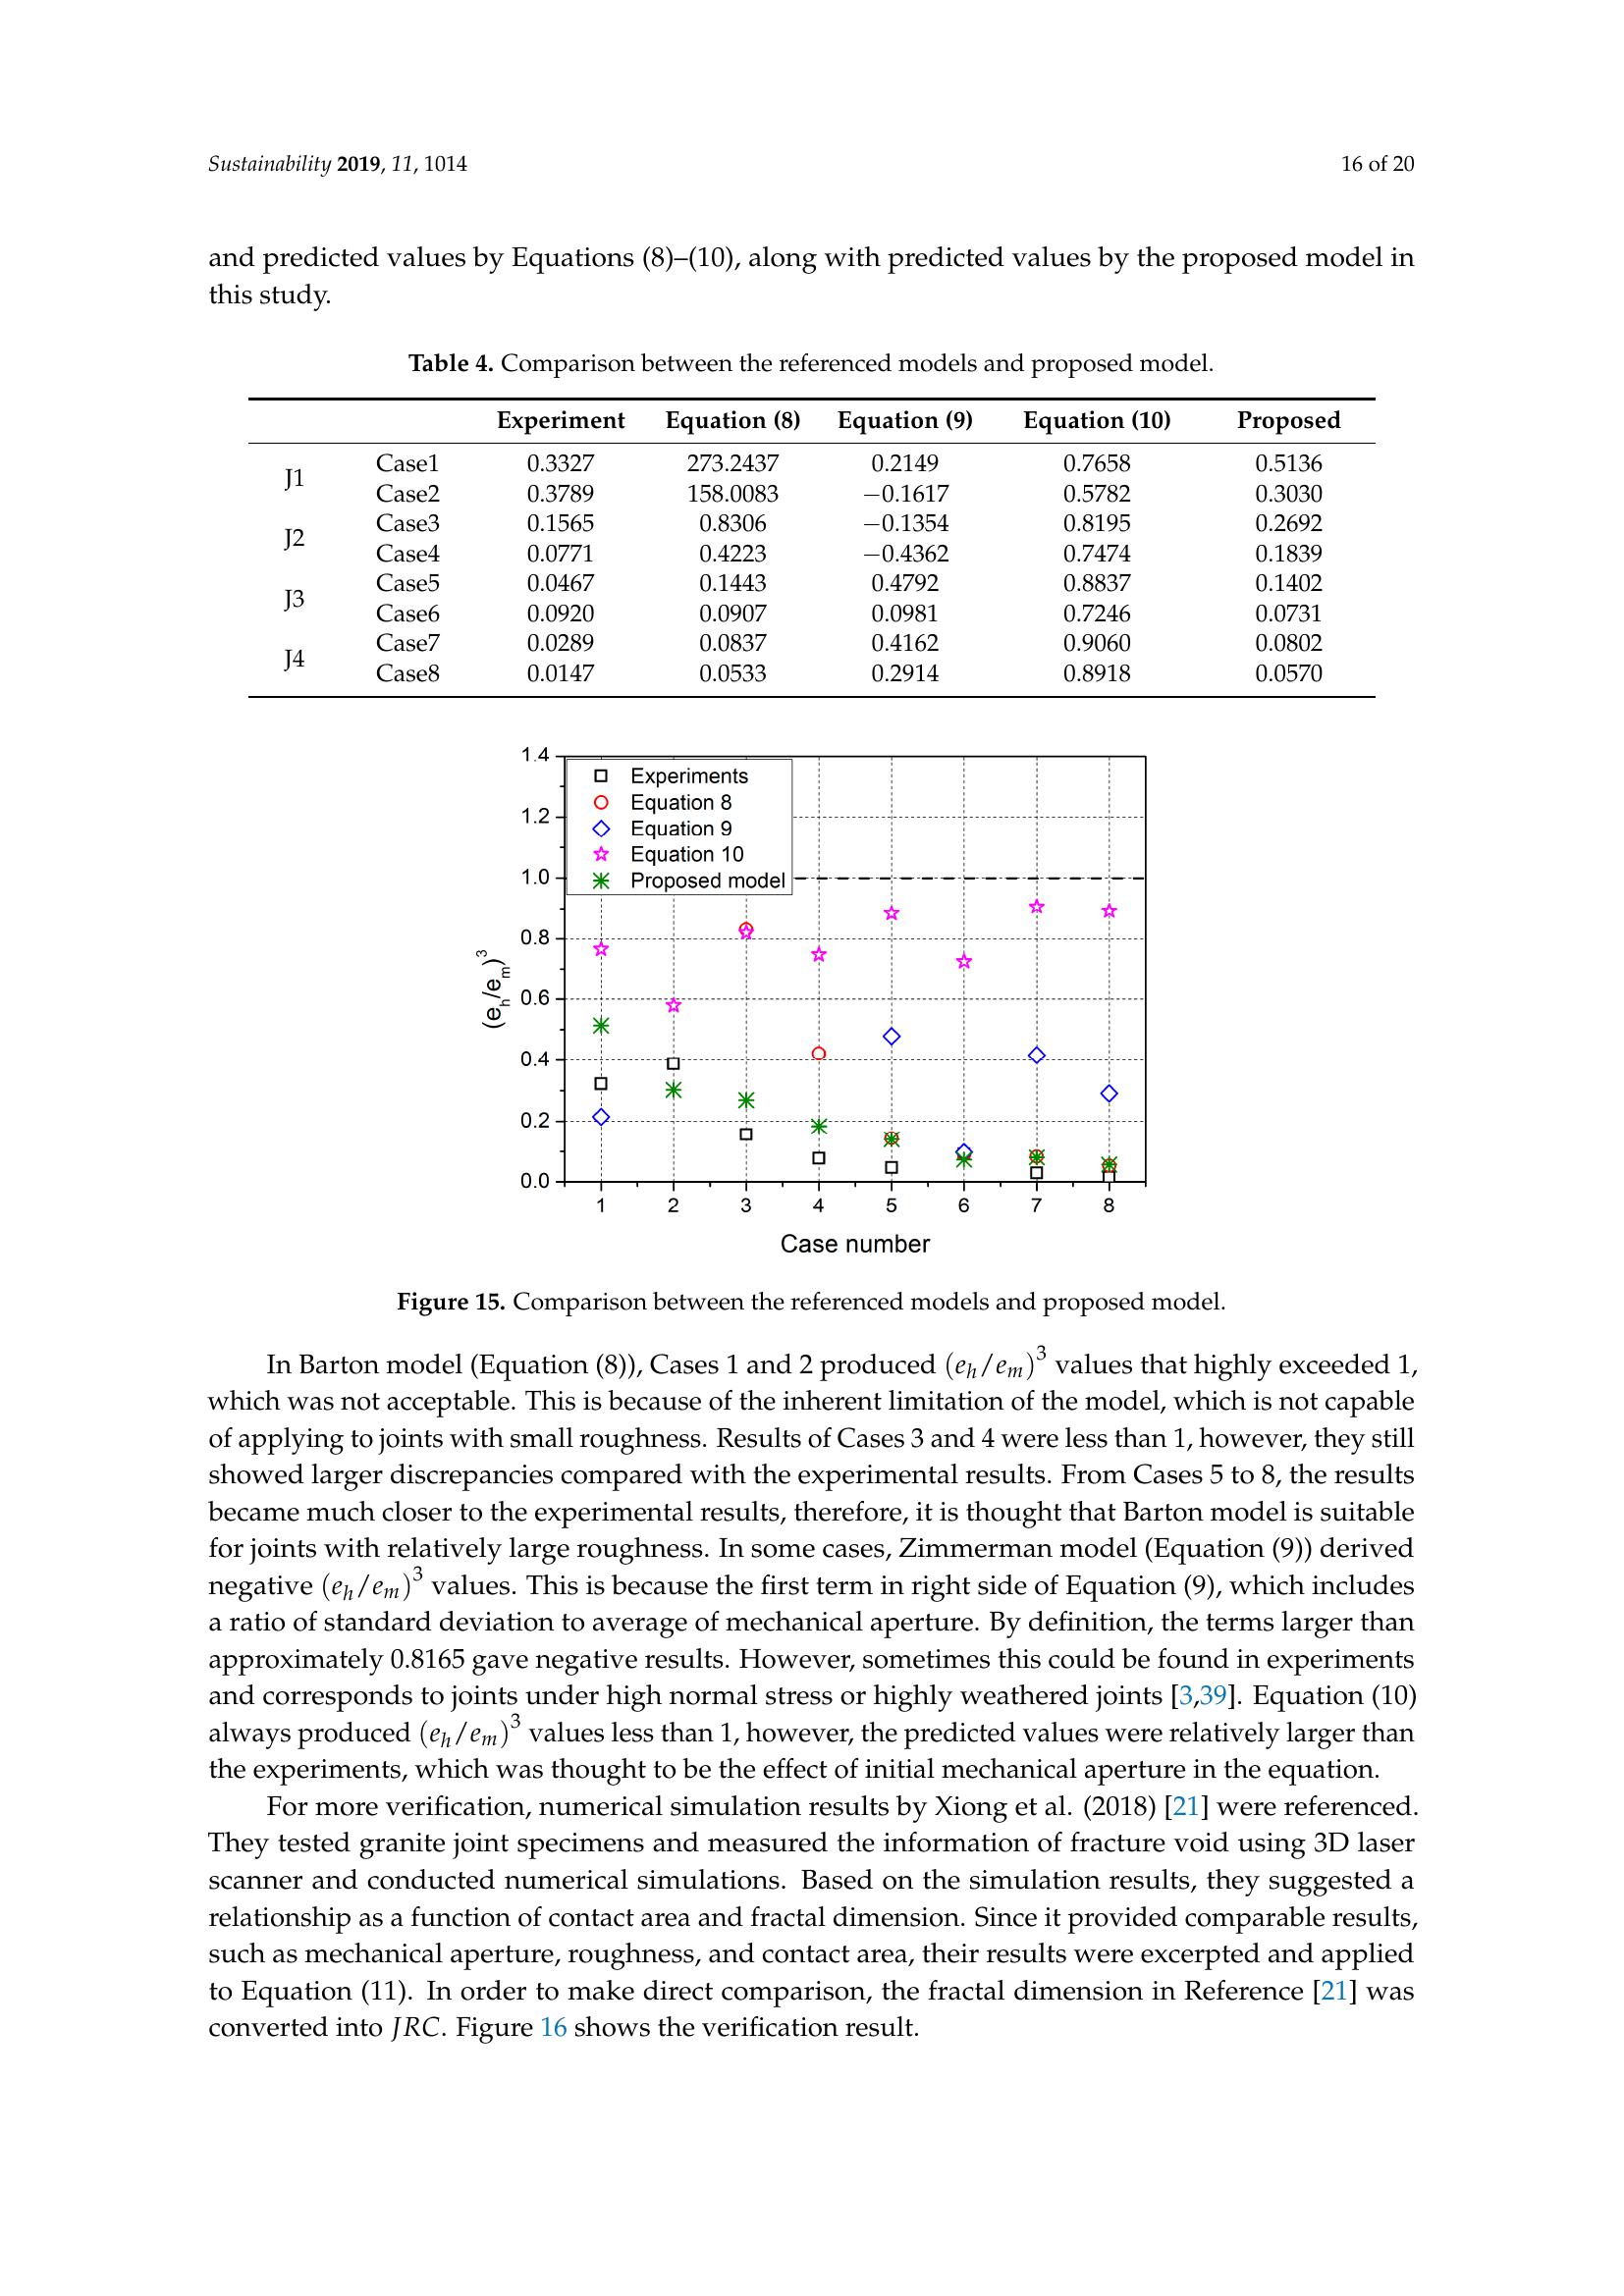 Sustainability 2019, 11, 1014 16 of 20
and predicted values by Equations (8)–(10), along with predicted values by the proposed model in
this study.
Table 4. Comparison between the referenced models and proposed model.
Experiment Equation (8) Equation (9) Equation (10) Proposed
J1 Case1 0.3327 273.2437 0.2149 0.7658 0.5136
Case2 0.3789 158.0083 −0.1617 0.5782 0.3030
J2 Case3 0.1565 0.8306 −0.1354 0.8195 0.2692
Case4 0.0771 0.4223 −0.4362 0.7474 0.1839
J3 Case5 0.0467 0.1443 0.4792 0.8837 0.1402
Case6 0.0920 0.0907 0.0981 0.7246 0.0731
J4 Case7 0.0289 0.0837 0.4162 0.9060 0.0802
Case8 0.0147 0.0533 0.2914 0.8918 0.0570
1.4
1.2
1.0
0.8
0.6
0.4
0.2
0.0
(e_h/e_m)^3
Experiments
Equation 8
Equation 9
Equation 10
Proposed model
1 2 3 4 5 6 7 8
Case number
Figure 15. Comparison between the referenced models and proposed model.
In Barton model (Equation (8)), Cases 1 and 2 produced (e_h/e_m)^3 values that highly exceeded 1,
which was not acceptable. This is because of the inherent limitation of the model, which is not capable
of applying to joints with small roughness. Results of Cases 3 and 4 were less than 1, however, they still
showed larger discrepancies compared with the experimental results. From Cases 5 to 8, the results
became much closer to the experimental results, therefore, it is thought that Barton model is suitable
for joints with relatively large roughness. In some cases, Zimmerman model (Equation (9)) derived
negative (e_h/e_m)^3 values. This is because the first term in right side of Equation (9), which includes
a ratio of standard deviation to average of mechanical aperture. By definition, the terms larger than
approximately 0.8165 gave negative results. However, sometimes this could be found in experiments
and corresponds to joints under high normal stress or highly weathered joints [3,39]. Equation (10)
always produced (e_h/e_m)^3 values less than 1, however, the predicted values were relatively larger than
the experiments, which was thought to be the effect of initial mechanical aperture in the equation.
For more verification, numerical simulation results by Xiong et al. (2018) [21] were referenced.
They tested granite joint specimens and measured the information of fracture void using 3D laser
scanner and conducted numerical simulations. Based on the simulation results, they suggested a
relationship as a function of contact area and fractal dimension. Since it provided comparable results,
such as mechanical aperture, roughness, and contact area, their results were excerpted and applied
to Equation (11). In order to make direct comparison, the fractal dimension in Reference [21] was
converted into JRC. Figure 16 shows the verification result.